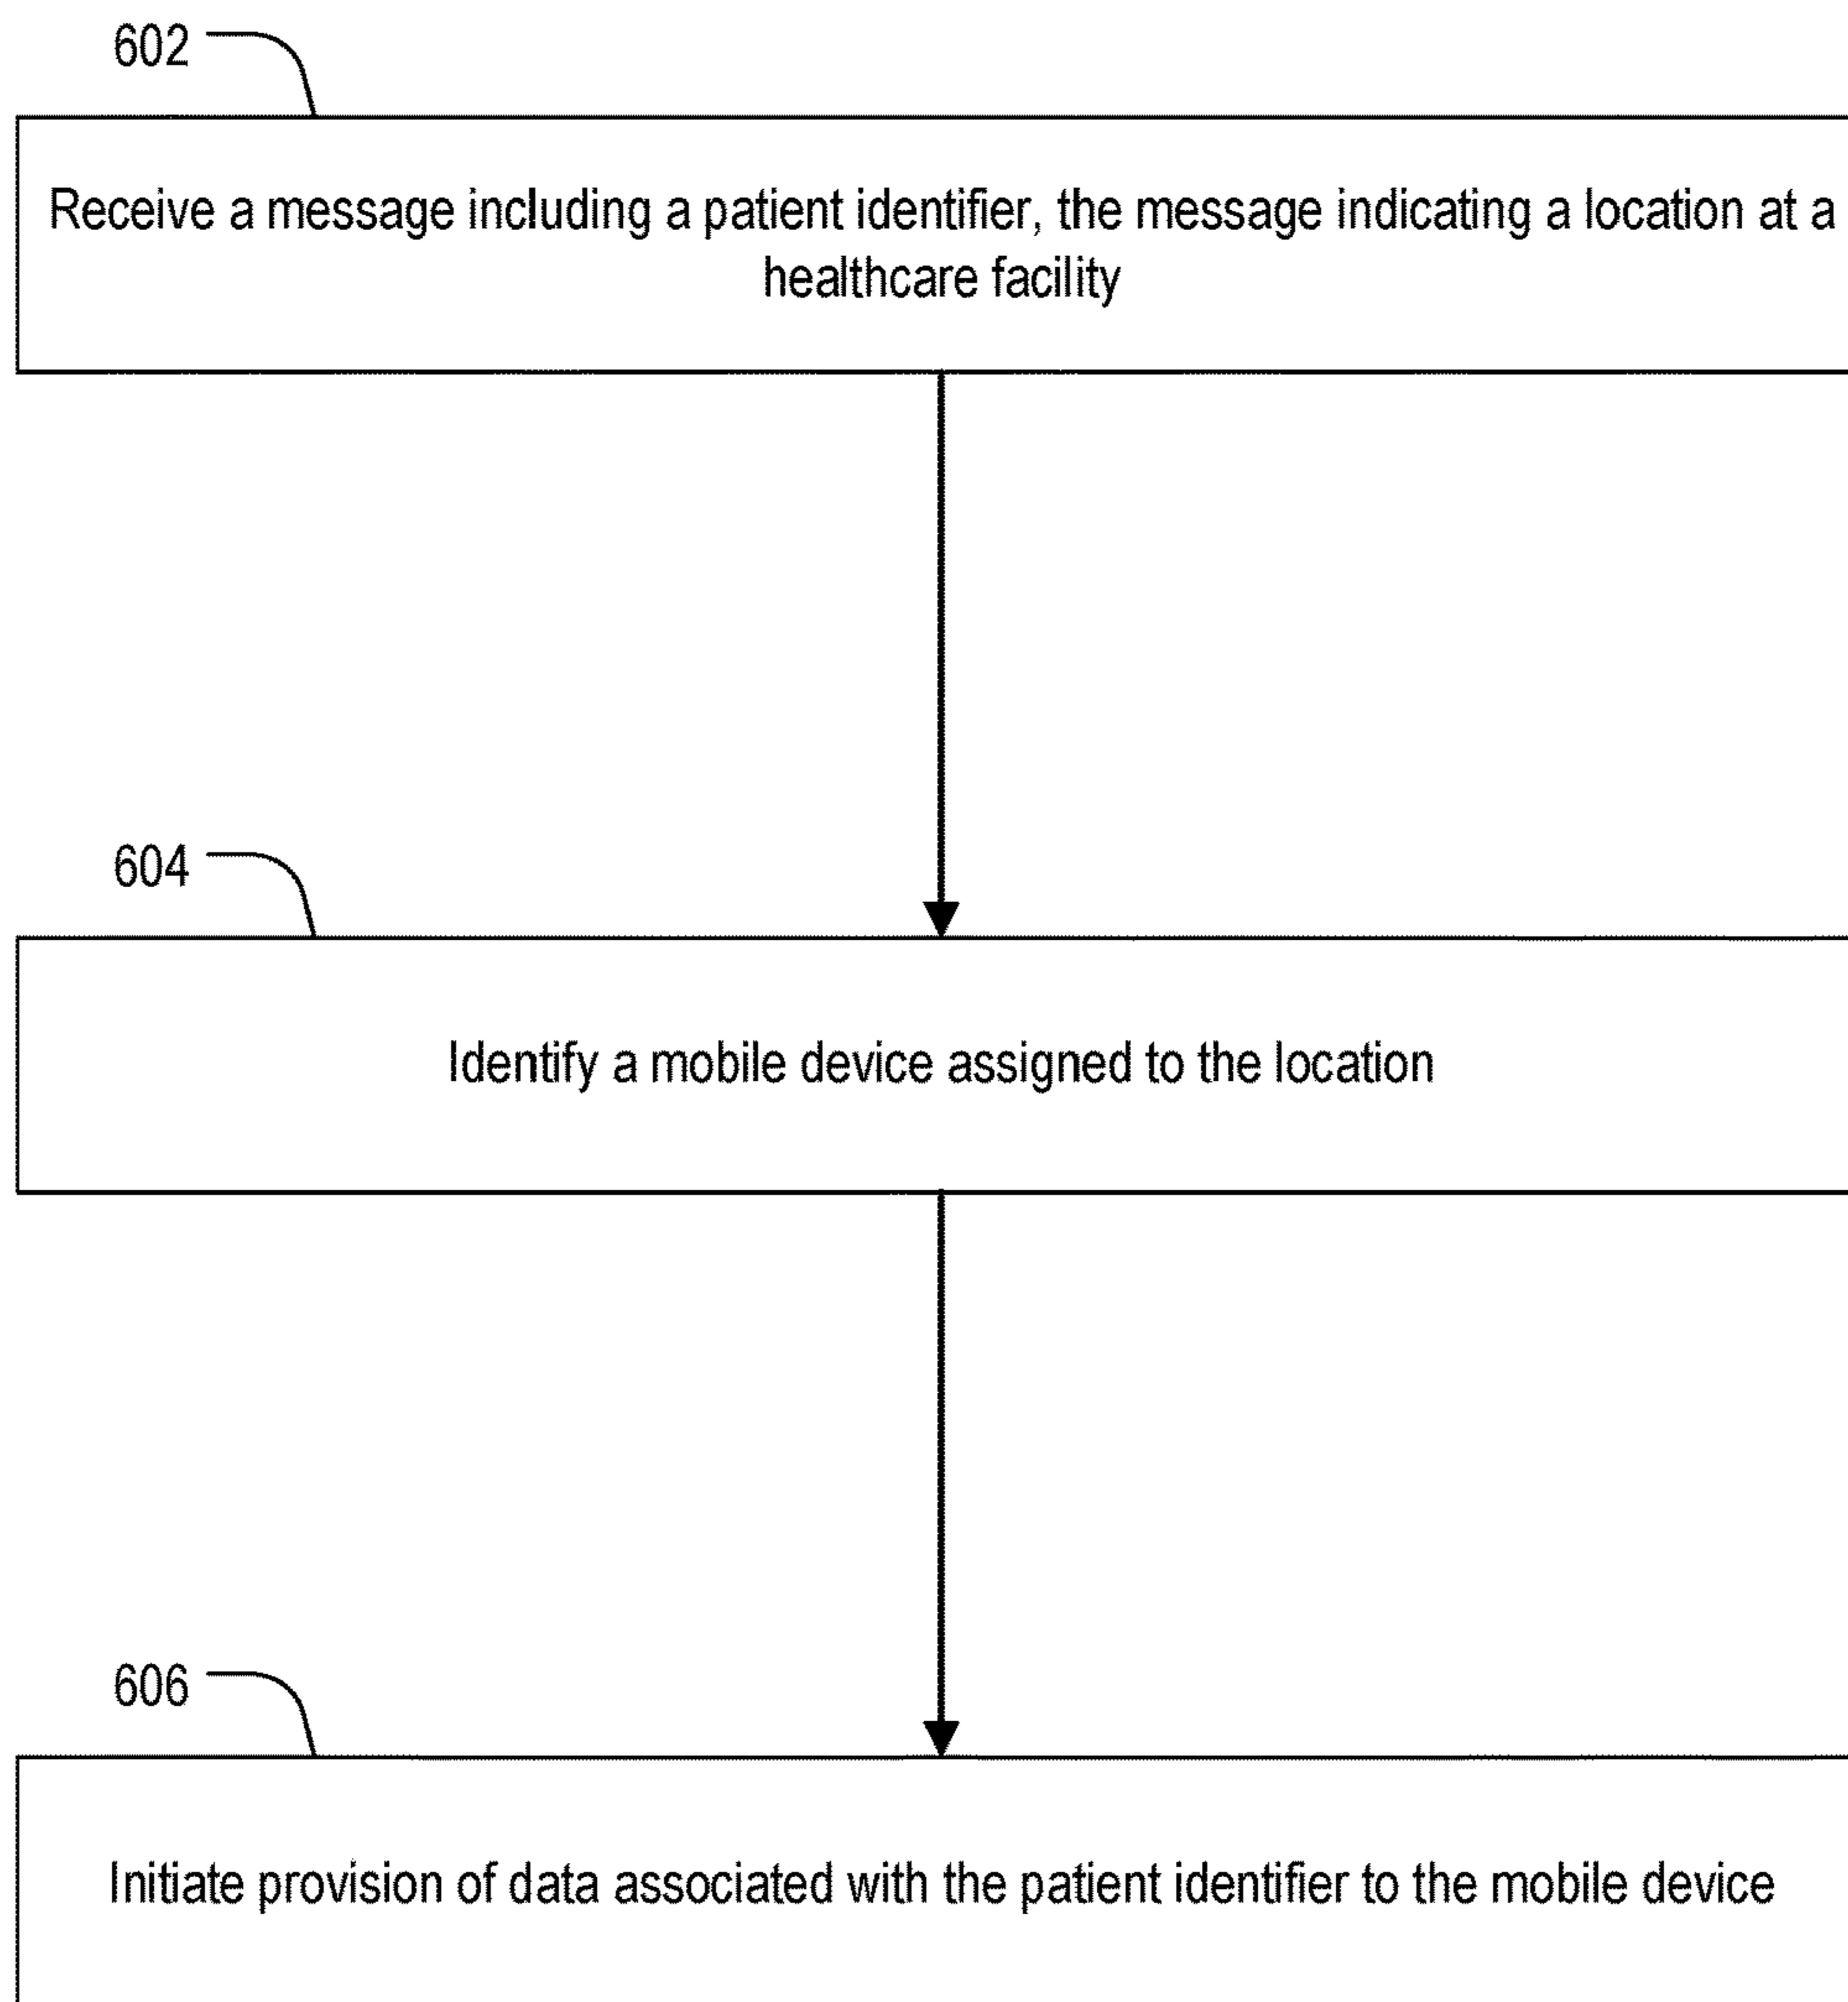 602
Receive a message including a patient identifier, the message indicating a location at a
healthcare facility
604
Identify a mobile device assigned to the location
606
Initiate provision of data associated with the patient identifier to the mobile device